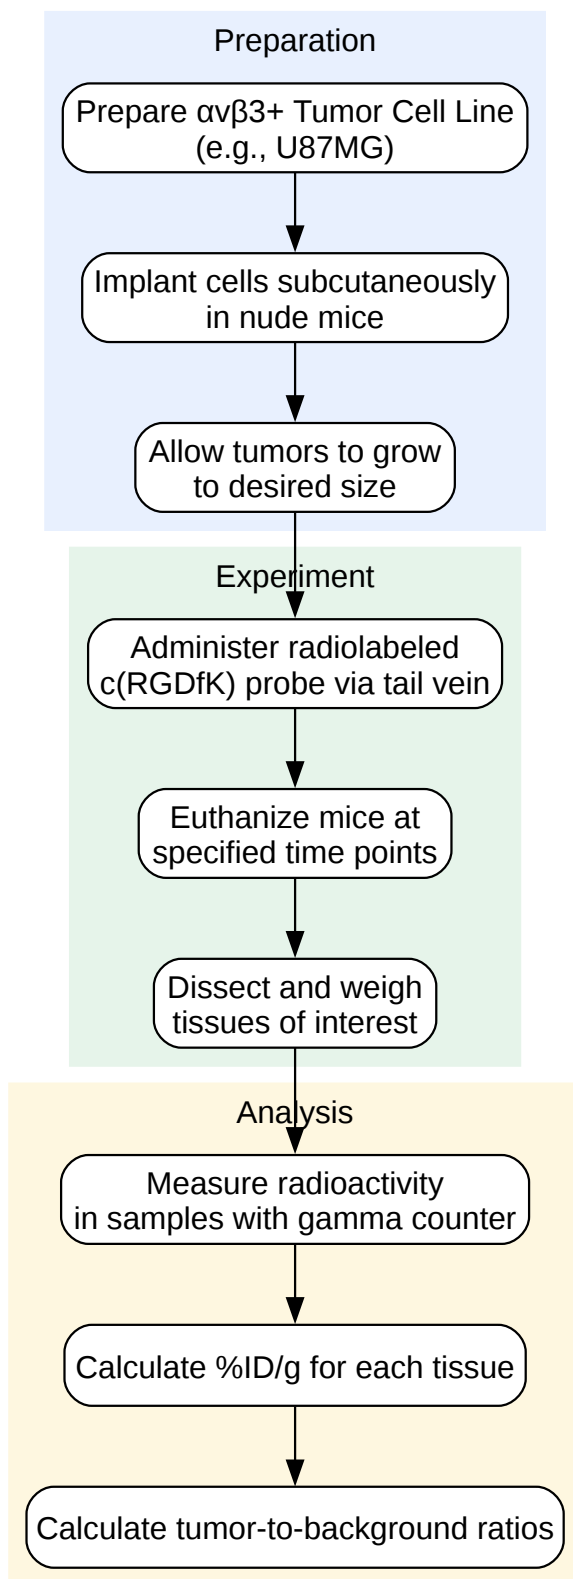 Preparation
Prepare αvβ3+ Tumor Cell Line
(e.g., U87MG)
Implant cells subcutaneously
in nude mice
Allow tumors to grow
to desired size
Experiment
Administer radiolabeled
c(RGDfK) probe via tail vein
Euthanize mice at
specified time points
Dissect and weigh
tissues of interest
Analysis
Measure radioactivity
in samples with gamma counter
Calculate %ID/g for each tissue
Calculate tumor-to-background ratios